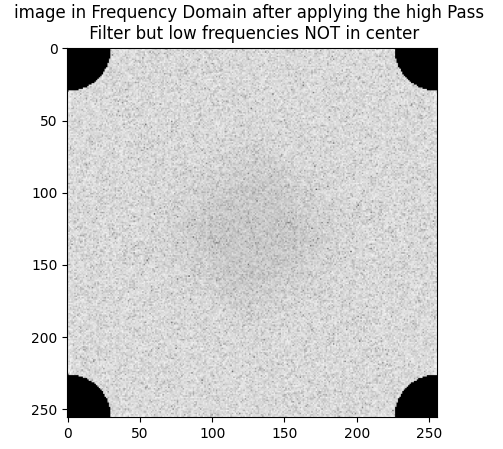 image in Frequency Domain after applying the high Pass
Filter but low frequencies NOT in center
0
50
100
150
200
250
0 50 100 150 200 250